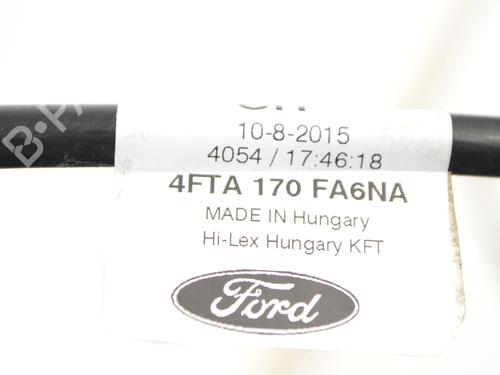 10-8-2015
4054 / 17:46:18
4FTA 170 FA6NA
MADE IN Hungary
Hi-Lex Hungary KFT
Ford